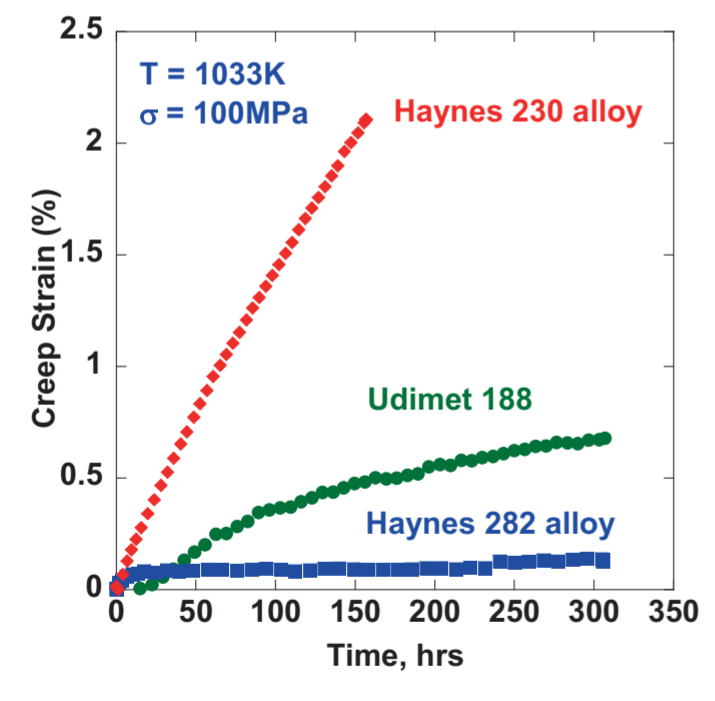 2.5
T = 1033K
σ = 100MPa
Haynes 230 alloy
2
1.5
Creep Strain (%)
1
Udimet 188
0.5
Haynes 282 alloy
0
0 50 100 150 200 250 300 350
Time, hrs